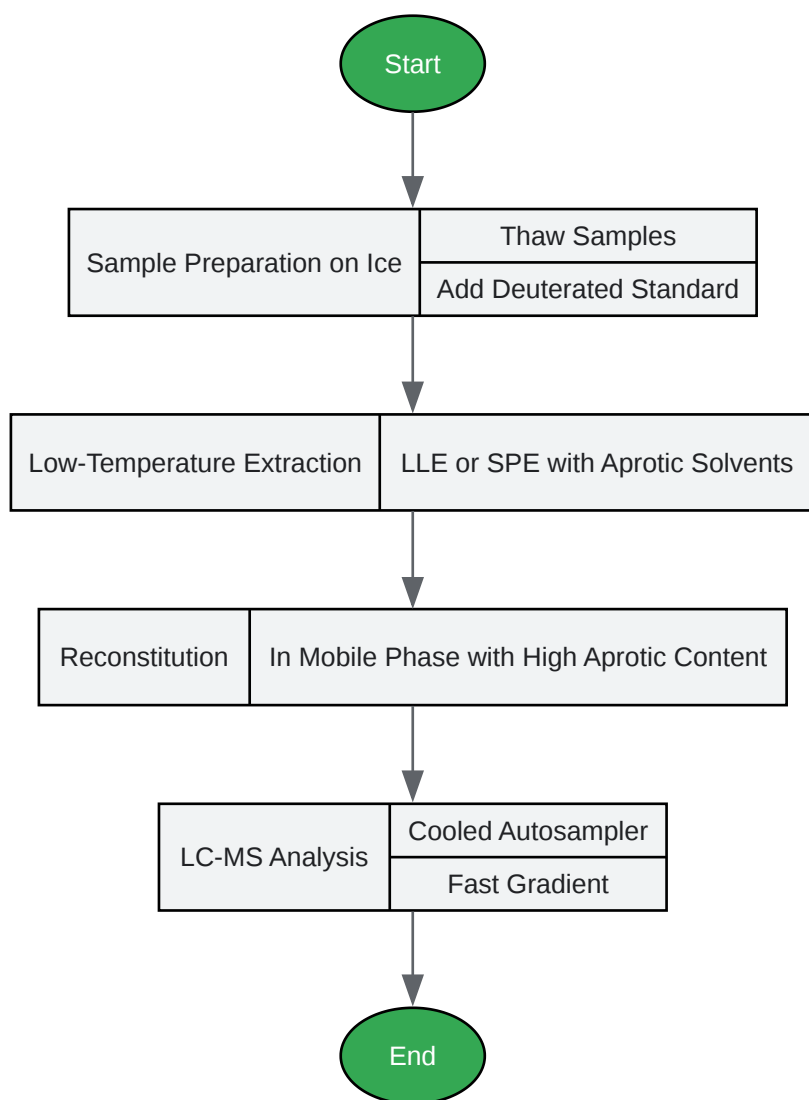 Start
Sample Preparation on Ice
Thaw Samples
Add Deuterated Standard
Low-Temperature Extraction
LLE or SPE with Aprotic Solvents
Reconstitution
In Mobile Phase with High Aprotic Content
LC-MS Analysis
Cooled Autosampler
Fast Gradient
End